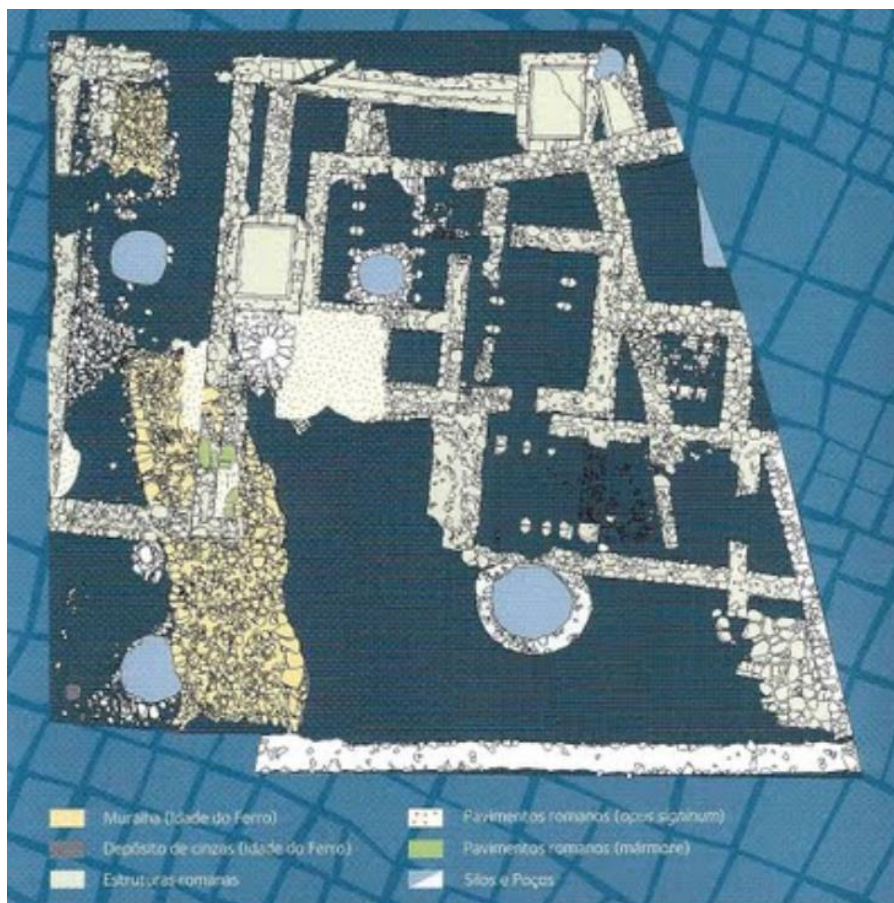 Muralha (Idade do Ferro)
Depósito de cinzas (Idade do Ferro)
Estruturas romanas
Pavimentos romanos (opus signinum)
Pavimentos romanos (mármore)
Silos e Poços